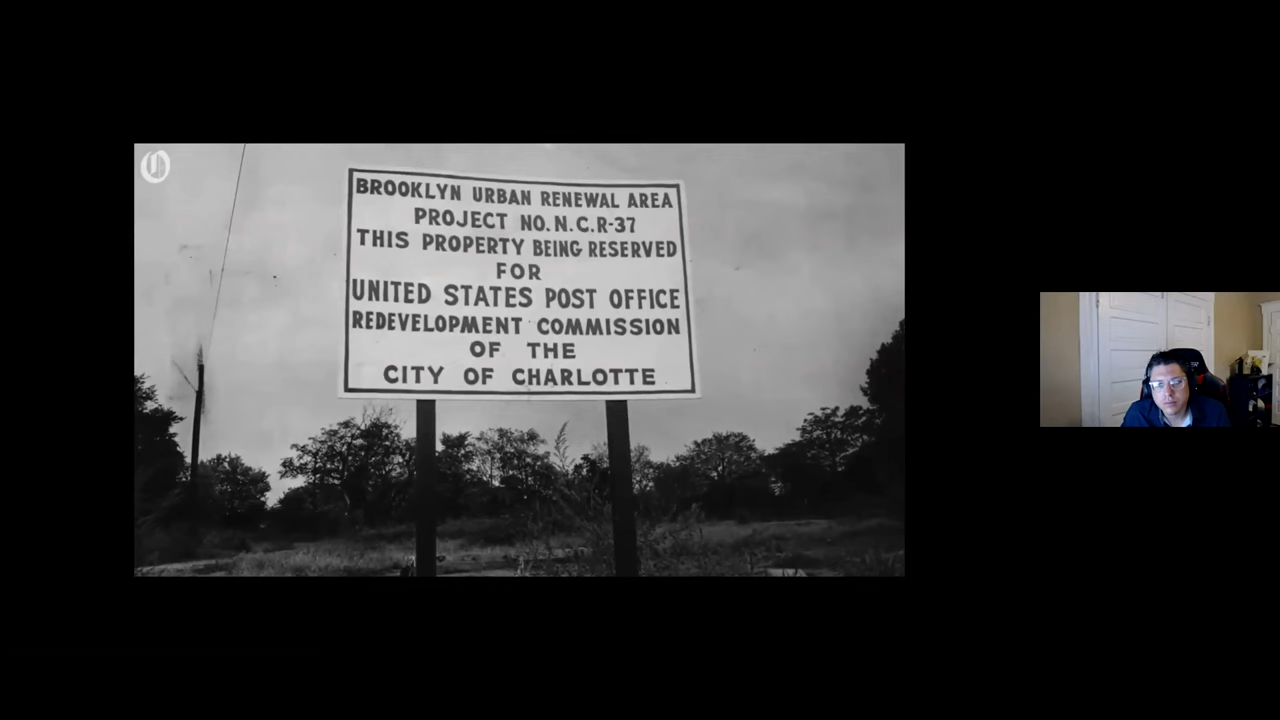 O
BROOKLYN URBAN RENEWAL AREA
PROJECT NO. N.C.R-37
THIS PROPERTY BEING RESERVED
FOR
UNITED STATES POST OFFICE
REDEVELOPMENT COMMISSION
OF THE
CITY OF CHARLOTTE